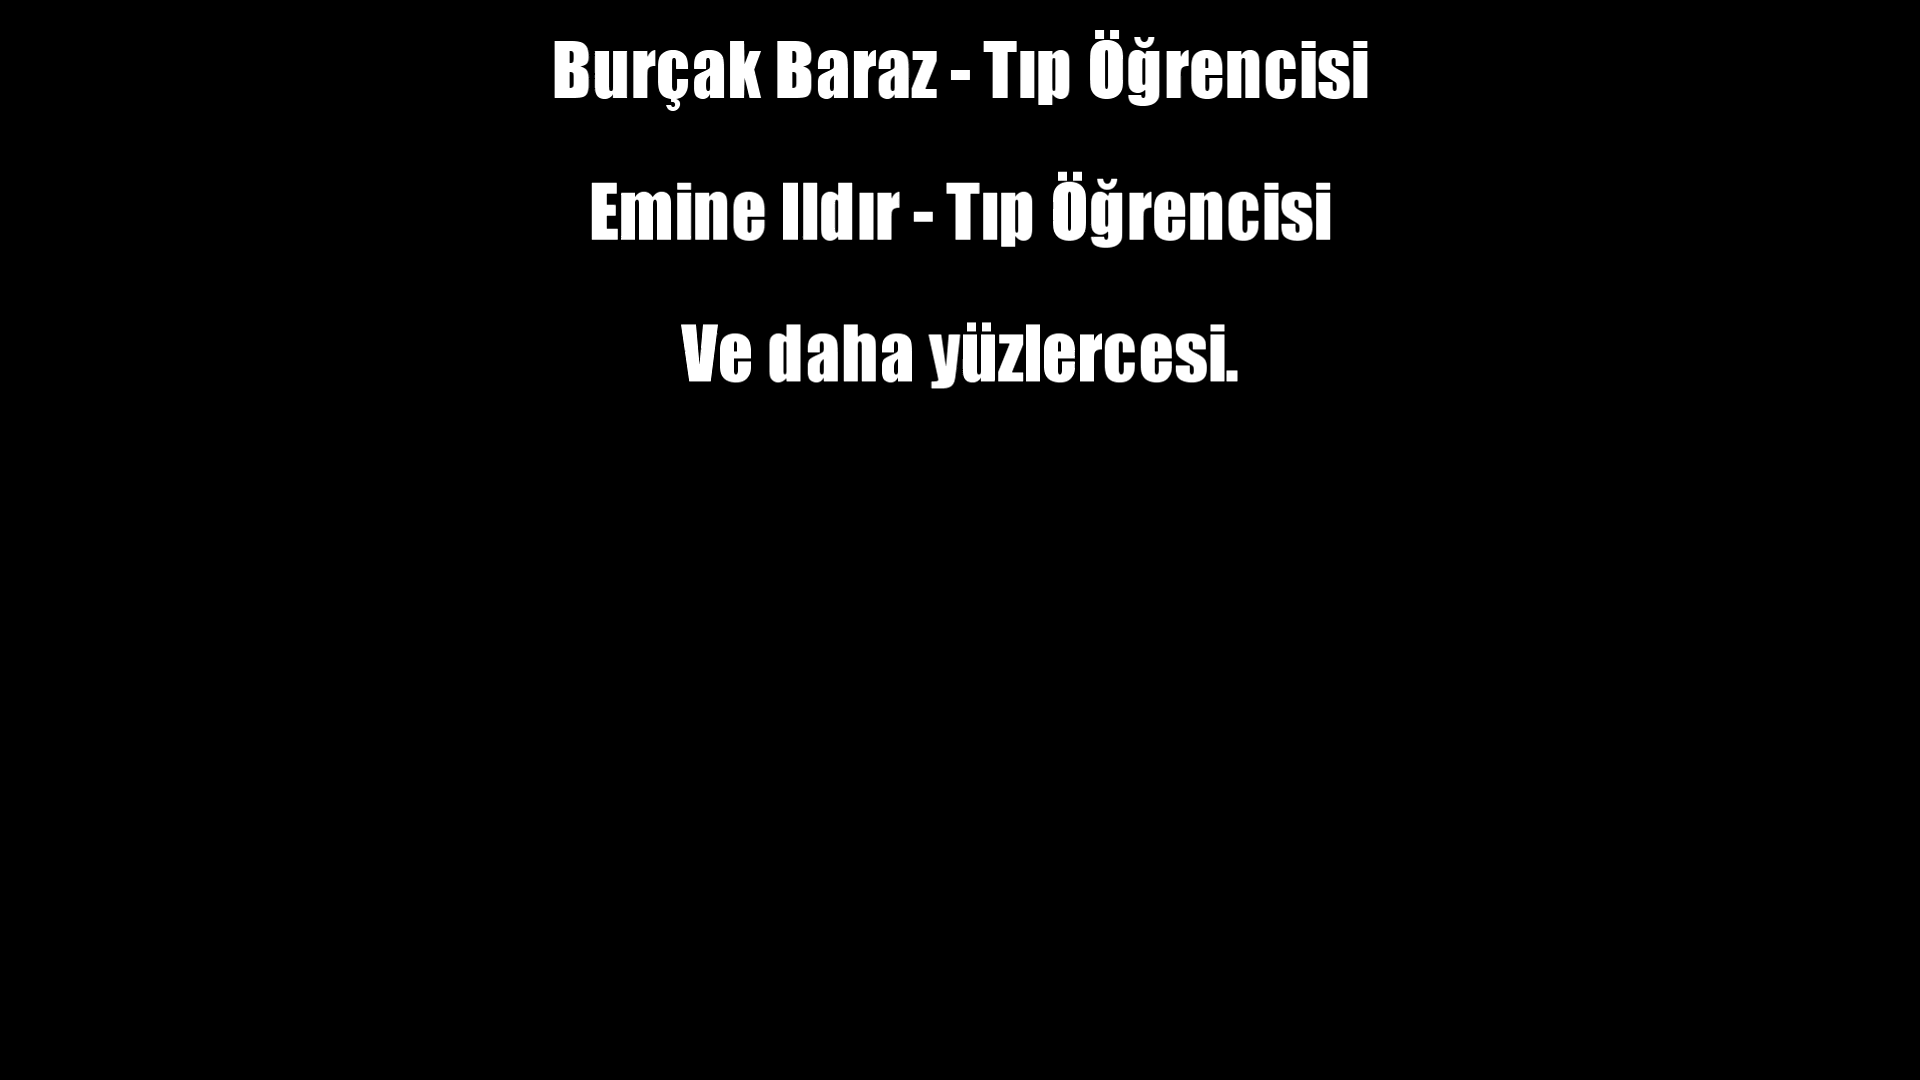 Burçak Baraz - Tıp Öğrencisi
Emine Ildır - Tıp Öğrencisi
Ve daha yüzlercesi.